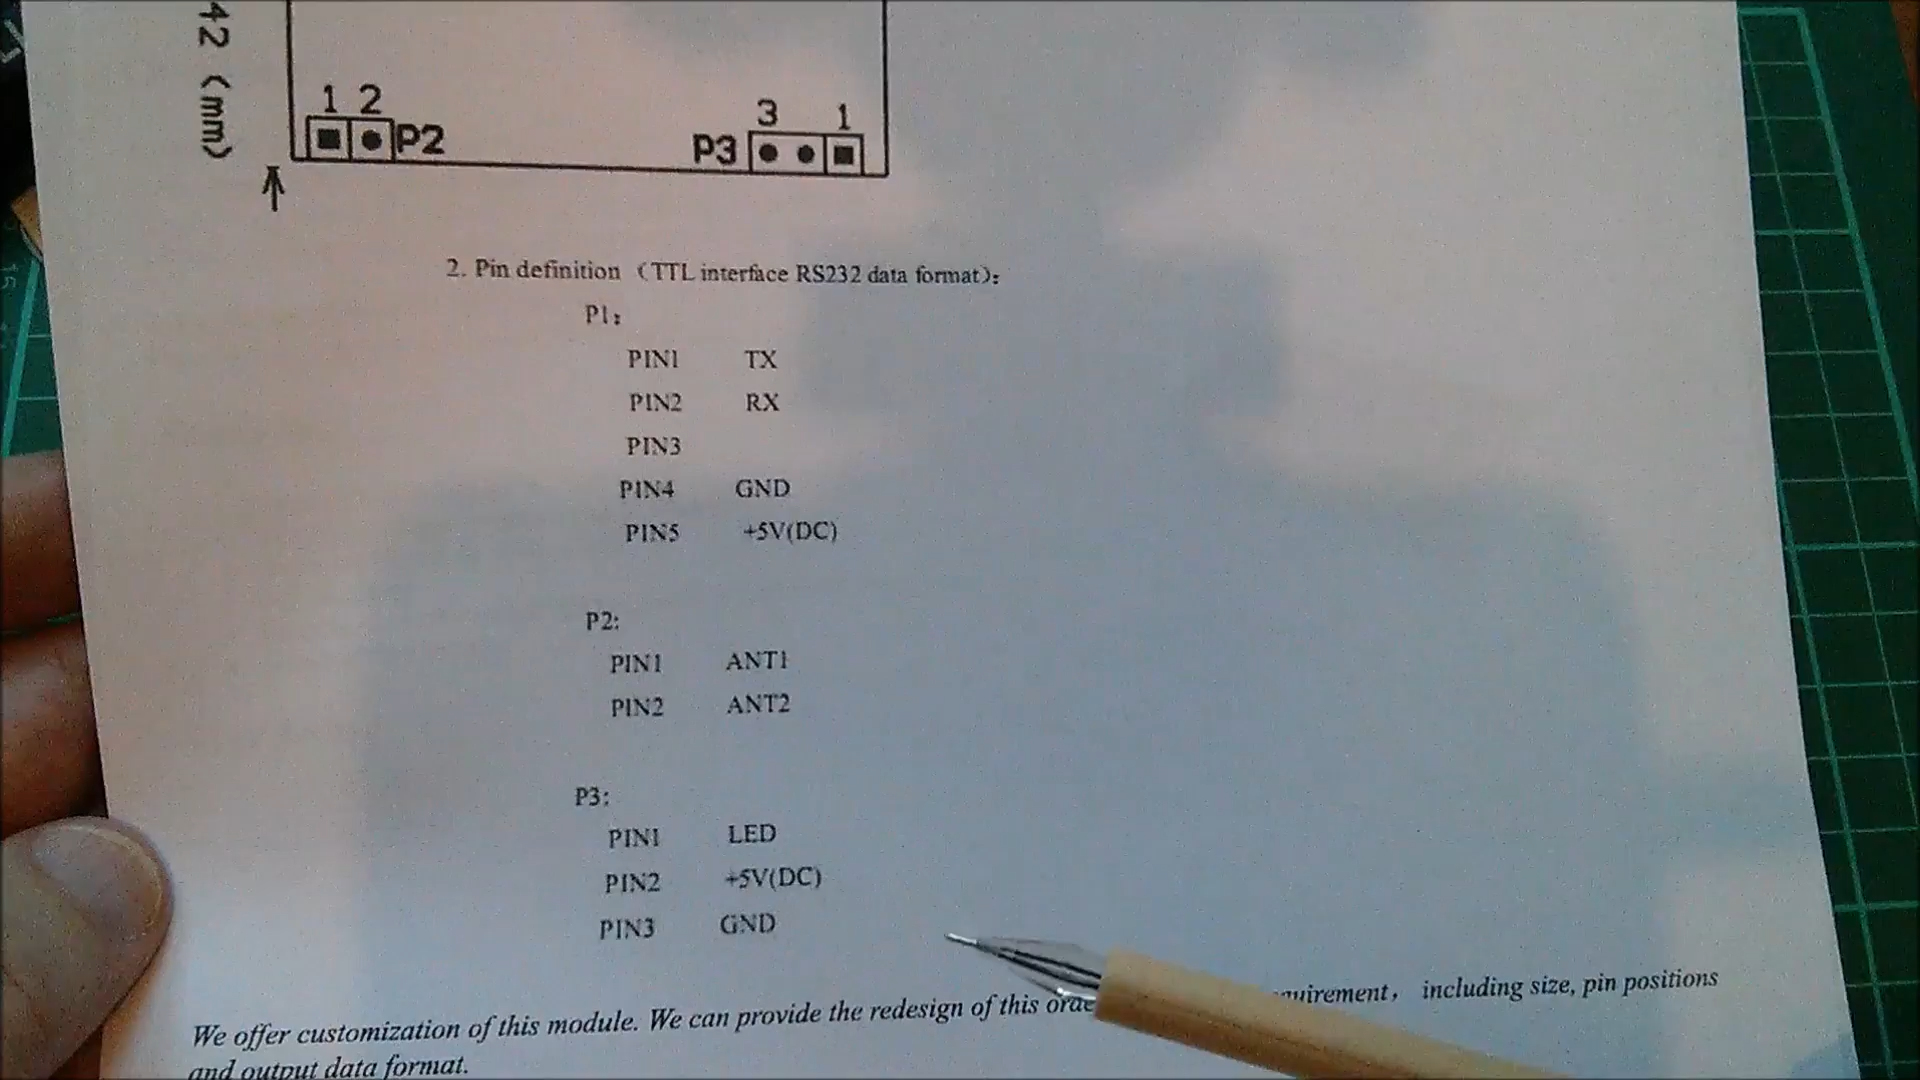 42 (mm)
1 2
P2
3 1
P3
2. Pin definition （TTL interface RS232 data format）:
P1:
PIN1 TX
PIN2 RX
PIN3
PIN4 GND
PIN5 +5V(DC)
P2:
PIN1 ANT1
PIN2 ANT2
P3:
PIN1 LED
PIN2 +5V(DC)
PIN3 GND
We offer customization of this module. We can provide the redesign of this including size, pin positions
and output data format.